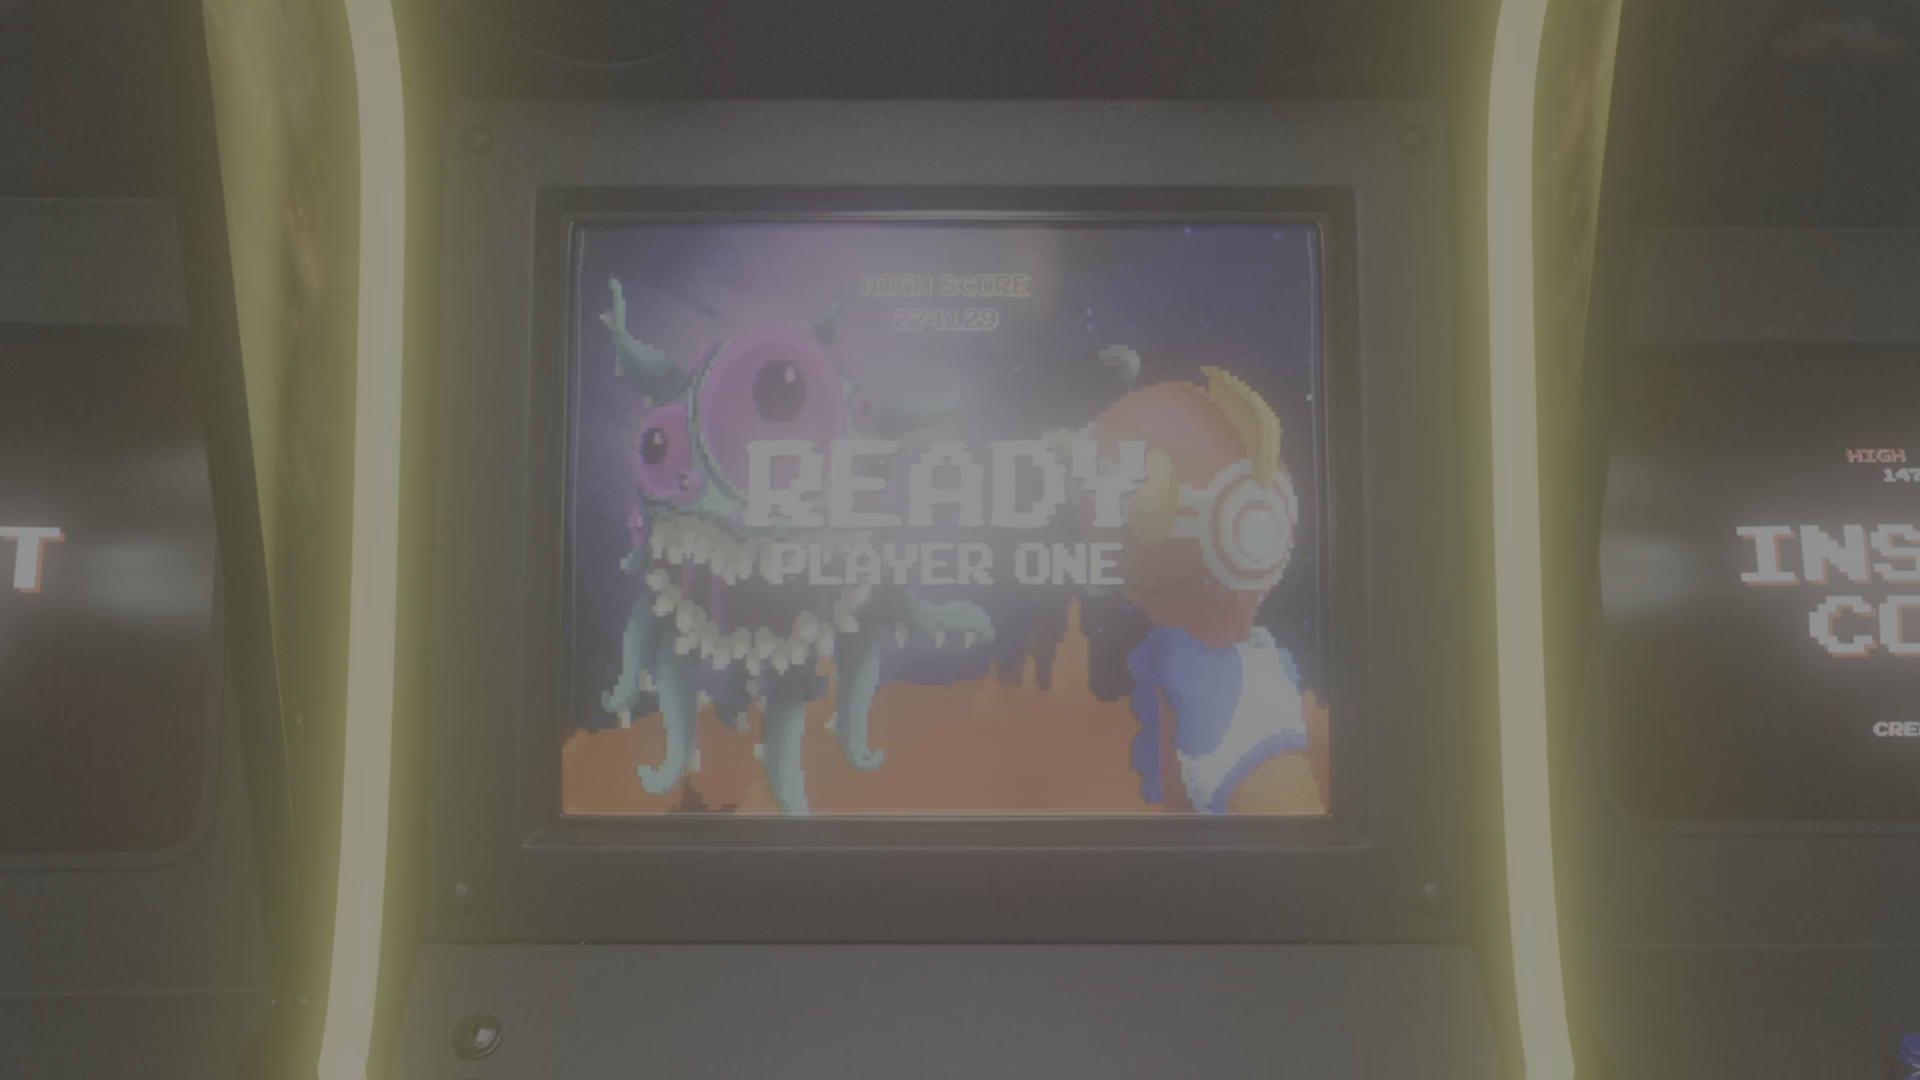 HIGH SCORE
274129
READY
PLAYER ONE
T
HIGH
147
INS
CO
CRE